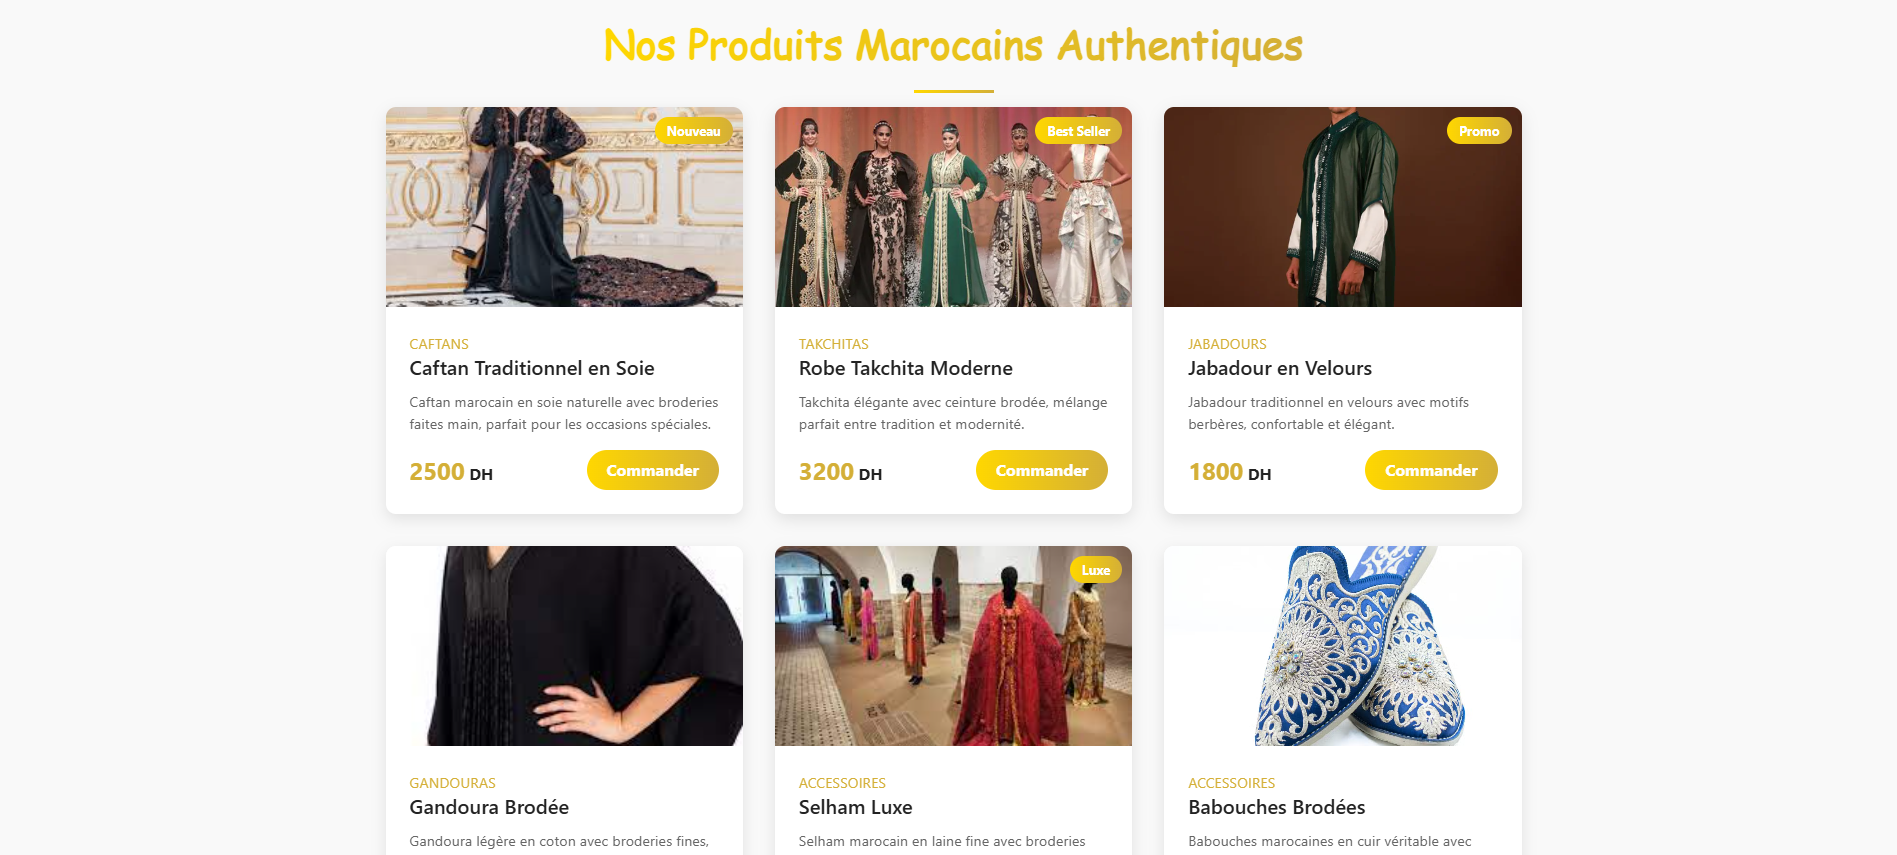 Nos Produits Marocains Authentiques
Nouveau
Best Seller
Promo
CAFTANS
Caftan Traditionnel en Soie
Caftan marocain en soie naturelle avec broderies
faites main, parfait pour les occasions spéciales.
2500 DH
Commander
TAKCHITAS
Robe Takchita Moderne
Takchita élégante avec ceinture brodée, mélange
parfait entre tradition et modernité.
3200 DH
Commander
JABADOURS
Jabadour en Velours
Jabadour traditionnel en velours avec motifs
berbères, confortable et élégant.
1800 DH
Commander
Luxe
GANDOURAS
Gandoura Brodée
Gandoura légère en coton avec broderies fines,
ACCESSOIRES
Selham Luxe
Selham marocain en laine fine avec broderies
ACCESSOIRES
Babouches Brodées
Babouches marocaines en cuir véritable avec